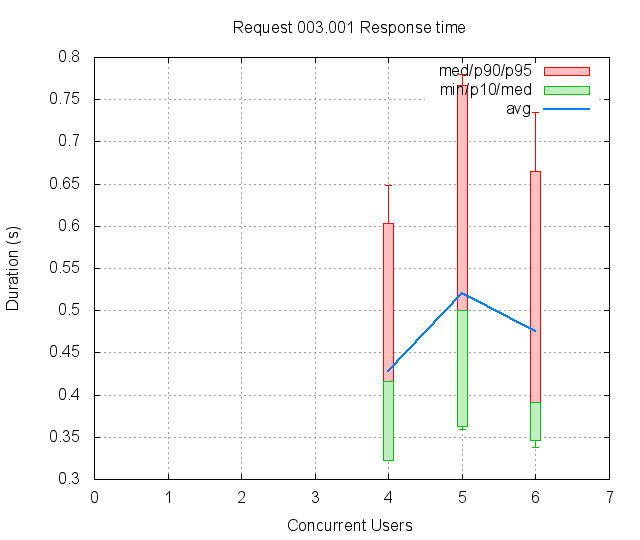 Request 003.001 Response time
0.8
0.75
0.7
0.65
0.6
0.55
0.5
0.45
0.4
0.35
0.3
Duration (s)
med/p90/p95
min/p10/med
avg
0 1 2 3 4 5 6 7
Concurrent Users